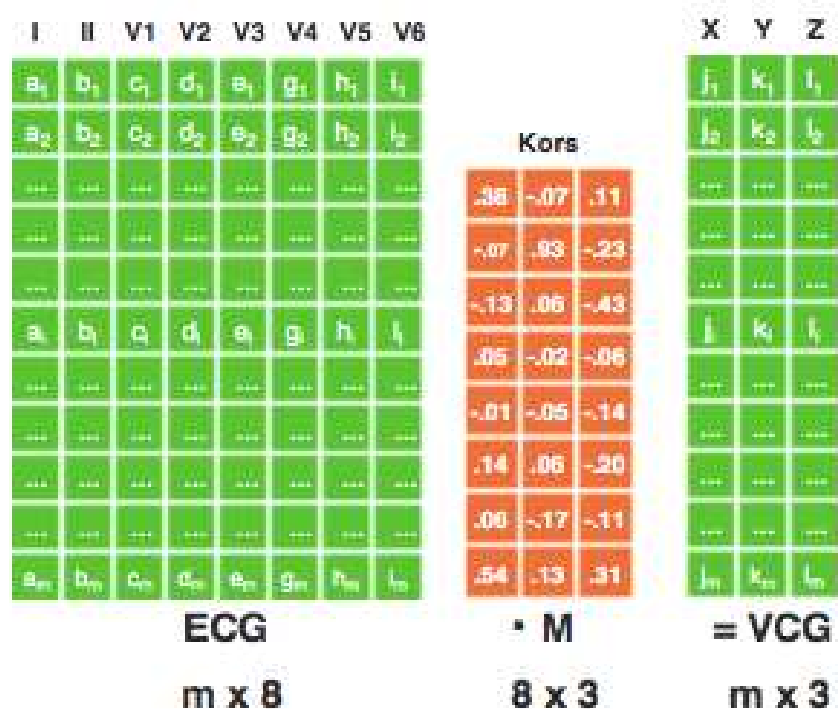 I II V1 V2 V3 V4 V5 V6
X Y Z
a1 b1 c1 d1 e1 g1 h1 i1
j1 k1 l1
a2 b2 c2 d2 e2 g2 h2 i2
j2 k2 l2
Kors
... ... ... ... ... ... ... ...
... ... ...
.38 -.07 .11
... ... ... ... ... ... ... ...
... ... ...
-.07 .93 -.23
... ... ... ... ... ... ... ...
... ... ...
-.13 .06 -.43
ai bi ci di ei gi hi ii
ji ki li
.05 -.02 -.06
... ... ... ... ... ... ... ...
... ... ...
-.01 -.05 -.14
... ... ... ... ... ... ... ...
... ... ...
.14 .06 -.20
... ... ... ... ... ... ... ...
... ... ...
.06 -.17 -.11
... ... ... ... ... ... ... ...
... ... ...
.54 .13 .31
am bm cm dm em gm hm im
jm km lm
ECG · M = VCG
m x 8 8 x 3 m x 3